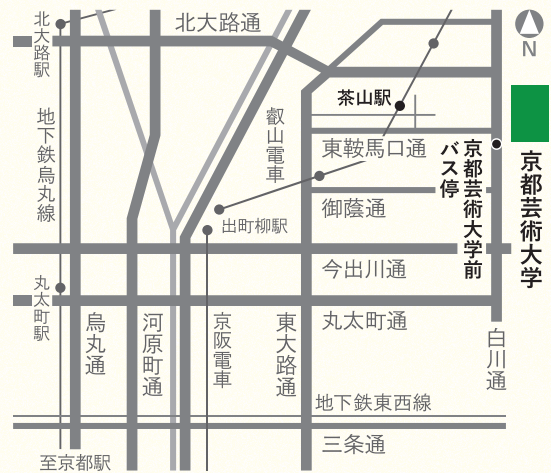 北大路駅
北大路通
N
茶山駅
地下鉄烏丸線
叡山電車
東鞍馬口通
京都芸術大学前
バス停
京都芸術大学
御蔭通
出町柳駅
今出川通
丸太町駅
烏丸通
河原町通
京阪電車
東大路通
丸太町通
白川通
地下鉄東西線
三条通
至京都駅